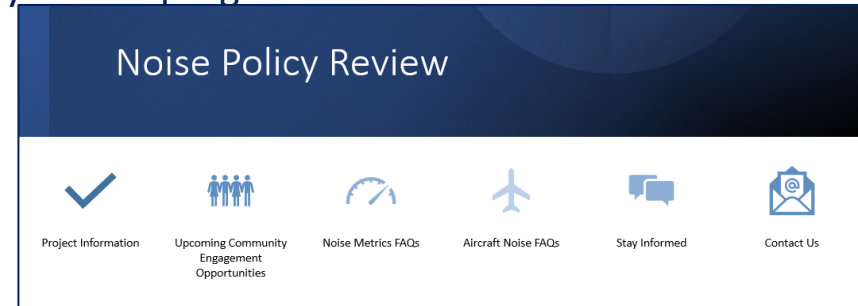 Noise Policy Review
@
Project Information
Upcoming Community
Engagement
Opportunities
Noise Metrics FAQs
Aircraft Noise FAQs
Stay Informed
Contact Us